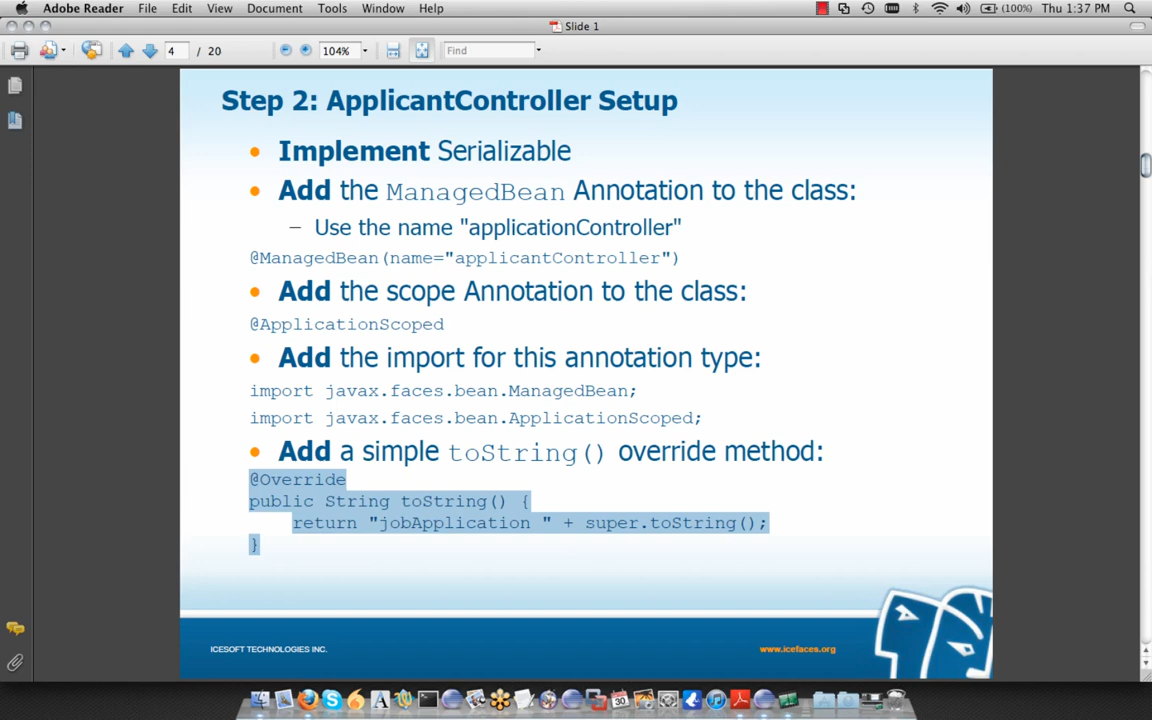 Adobe Reader File Edit View Document Tools Window Help (100%) Thu 1:37 PM
Slide 1
4 / 20 104% Find
Step 2: ApplicantController Setup
• Implement Serializable
• Add the ManagedBean Annotation to the class:
– Use the name "applicationController"
@ManagedBean(name="applicantController")
• Add the scope Annotation to the class:
@ApplicationScoped
• Add the import for this annotation type:
import javax.faces.bean.ManagedBean;
import javax.faces.bean.ApplicationScoped;
• Add a simple toString() override method:
@Override
public String toString() {
return "jobApplication " + super.toString();
}
ICESOFT TECHNOLOGIES INC. www.icefaces.org
30